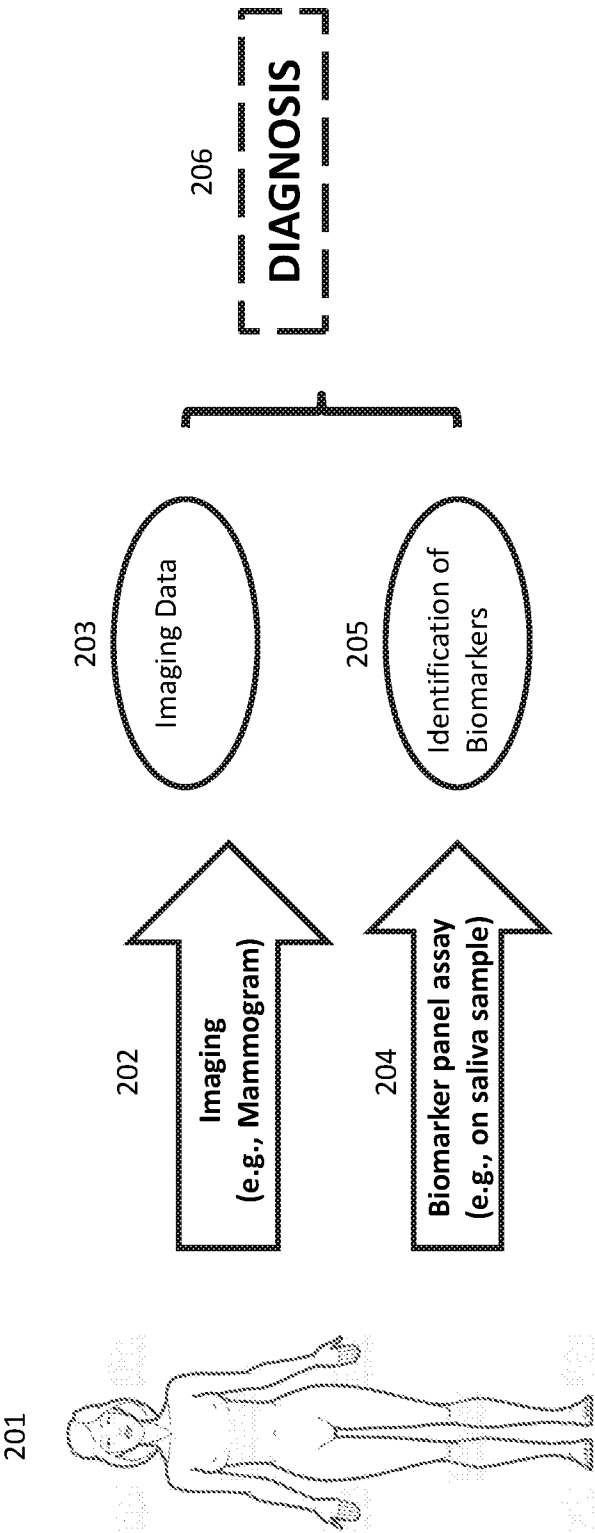 201
202
Imaging
(e.g., Mammogram)
203
Imaging Data
204
Biomarker panel assay
(e.g., on saliva sample)
205
Identification of
Biomarkers
206
DIAGNOSIS